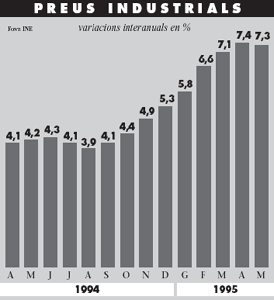 PREUS INDUSTRIALS
Font: INE
variacions interanuals en %
4,1 4,2 4,3 4,1 3,9 4,1 4,4 4,9 5,3 5,8 6,6 7,1 7,4 7,3
A M J J A S O N D G F M A M
1994 1995